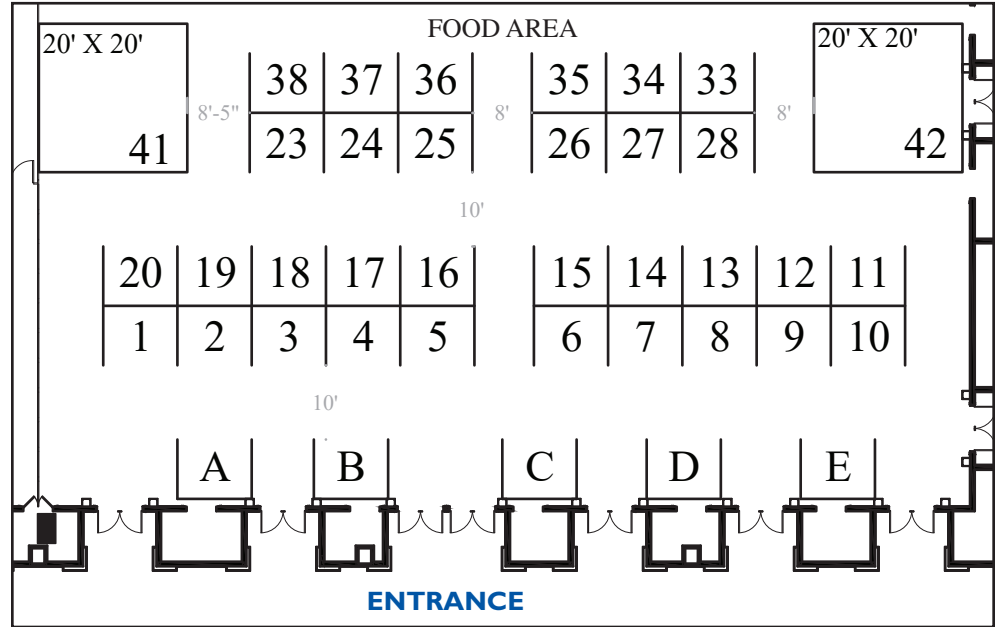 FOOD AREA
20' X 20' 20' X 20'
38 37 36 35 34 33
8'-5" 8' 8'
41 23 24 25 26 27 28 42
10'
20 19 18 17 16 15 14 13 12 11
1 2 3 4 5 6 7 8 9 10
10'
A B C D E
ENTRANCE